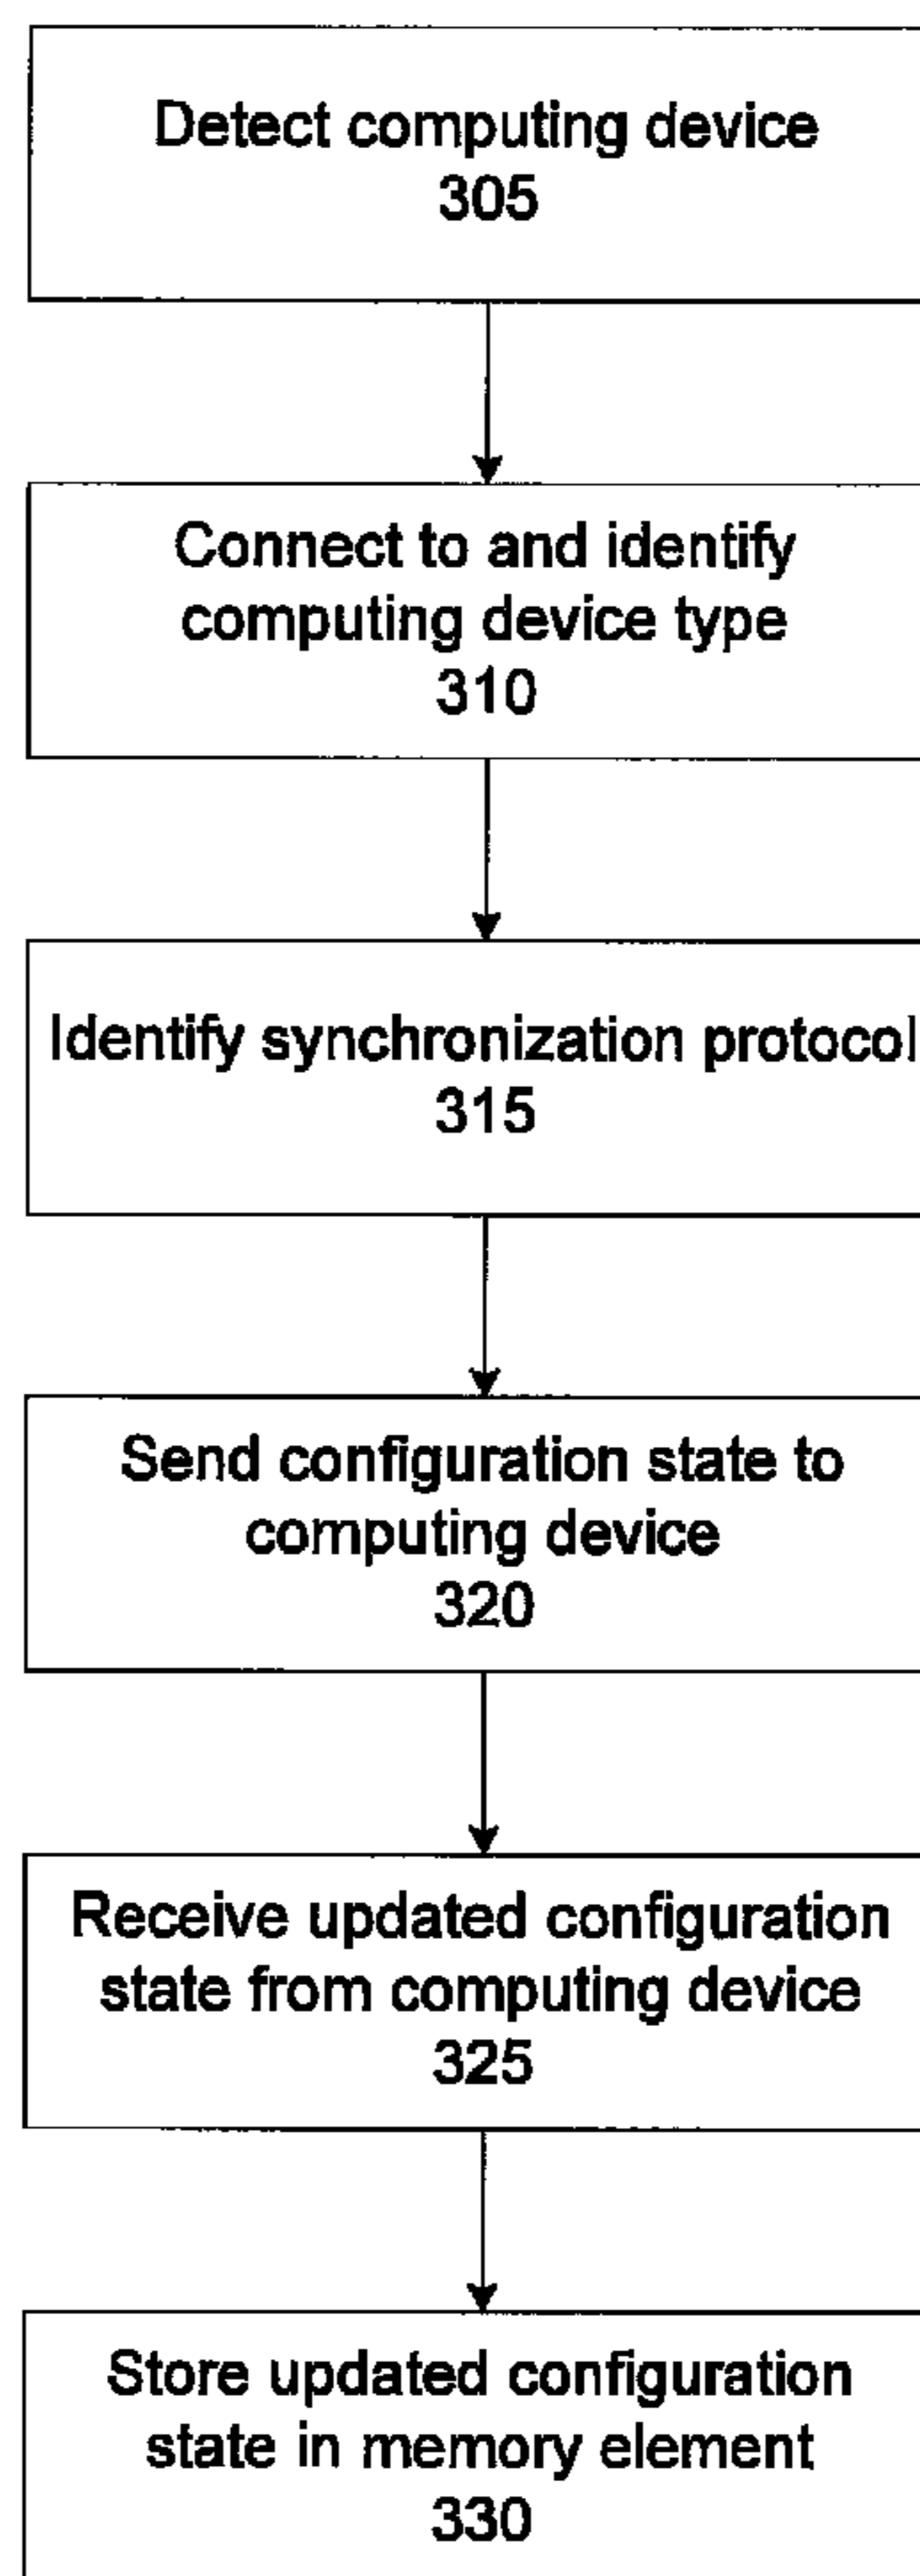 Detect computing device
305
Connect to and identify
computing device type
310
Identify synchronization protocol
315
Send configuration state to
computing device
320
Receive updated configuration
state from computing device
325
Store updated configuration
state in memory element
330